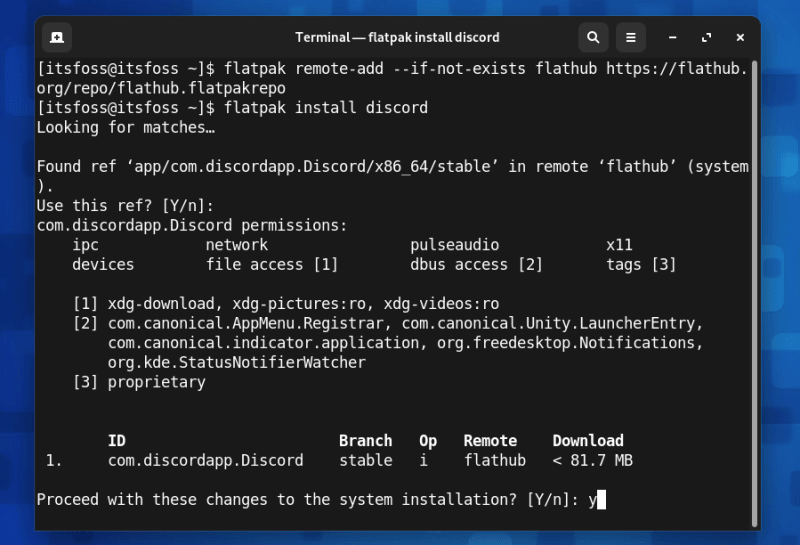 Terminal — flatpak install discord
[itsfoss@itsfoss ~]$ flatpak remote-add --if-not-exists flathub https://flathub.
org/repo/flathub.flatpakrepo
[itsfoss@itsfoss ~]$ flatpak install discord
Looking for matches…
Found ref ‘app/com.discordapp.Discord/x86_64/stable’ in remote ‘flathub’ (system
).
Use this ref? [Y/n]:
com.discordapp.Discord permissions:
ipc network pulseaudio x11
devices file access [1] dbus access [2] tags [3]
[1] xdg-download, xdg-pictures:ro, xdg-videos:ro
[2] com.canonical.AppMenu.Registrar, com.canonical.Unity.LauncherEntry,
com.canonical.indicator.application, org.freedesktop.Notifications,
org.kde.StatusNotifierWatcher
[3] proprietary
ID Branch Op Remote Download
1. com.discordapp.Discord stable i flathub < 81.7 MB
Proceed with these changes to the system installation? [Y/n]: y